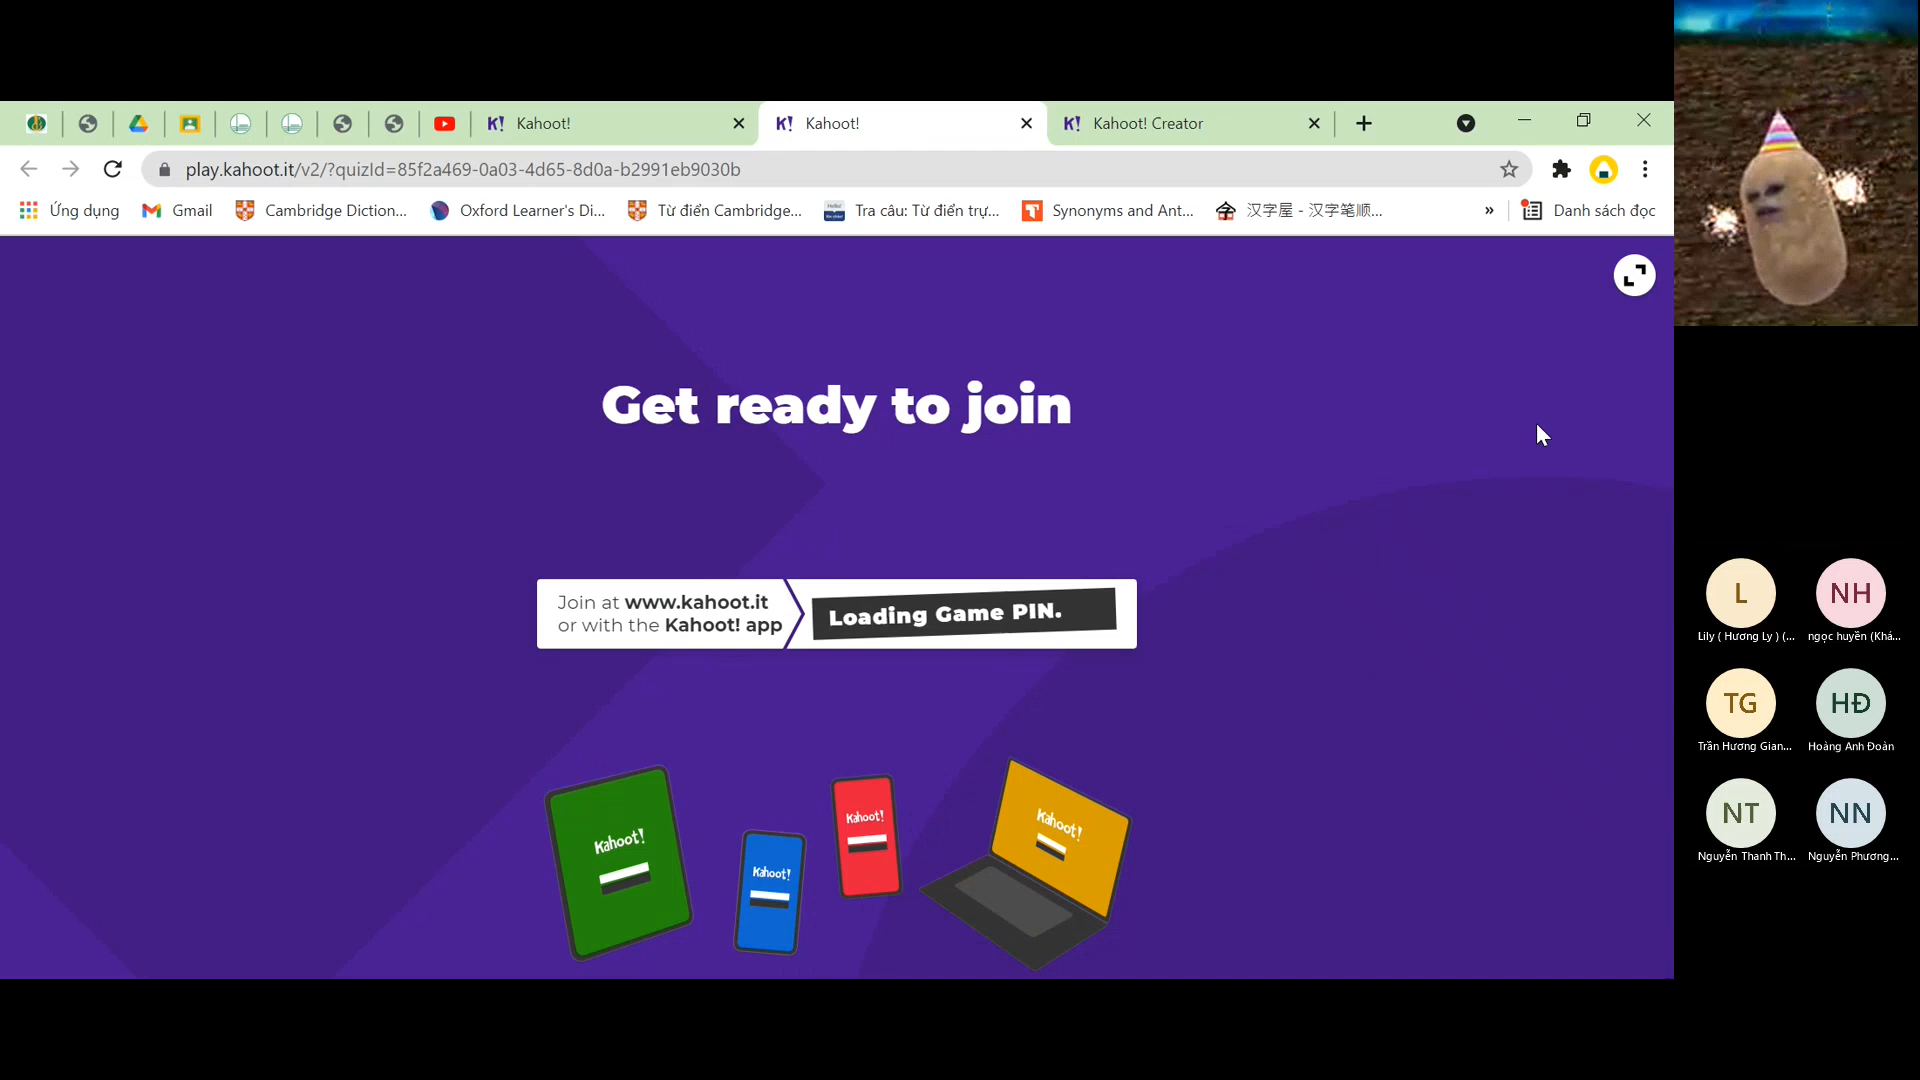 K! Kahoot!
K! Kahoot!
K! Kahoot! Creator
play.kahoot.it/v2/?quizId=85f2a469-0a03-4d65-8d0a-b2991eb9030b
Ứng dụng
Gmail
Cambridge Diction...
Oxford Learner's Di...
Từ điển Cambridge...
Tra câu: Từ điển trự...
Synonyms and Ant...
汉字屋 - 汉字笔顺...
»
Danh sách đọc
Get ready to join
Join at www.kahoot.it
or with the Kahoot! app
Loading Game PIN.
Kahoot!
Kahoot!
Kahoot!
Kahoot!
L
Lily ( Hương Ly ) (...
NH
ngọc huyền (Khá...
TG
Trần Hương Gian...
HĐ
Hoàng Anh Đoàn
NT
Nguyễn Thanh Th...
NN
Nguyễn Phương...